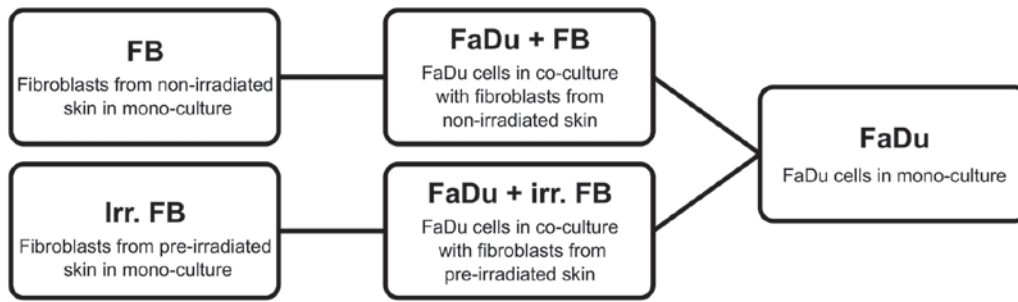 FB
Fibroblasts from non-irradiated
skin in mono-culture
FaDu + FB
FaDu cells in co-culture
with fibroblasts from
non-irradiated skin
Irr. FB
Fibroblasts from pre-irradiated
skin in mono-culture
FaDu + irr. FB
FaDu cells in co-culture
with fibroblasts from
pre-irradiated skin
FaDu
FaDu cells in mono-culture